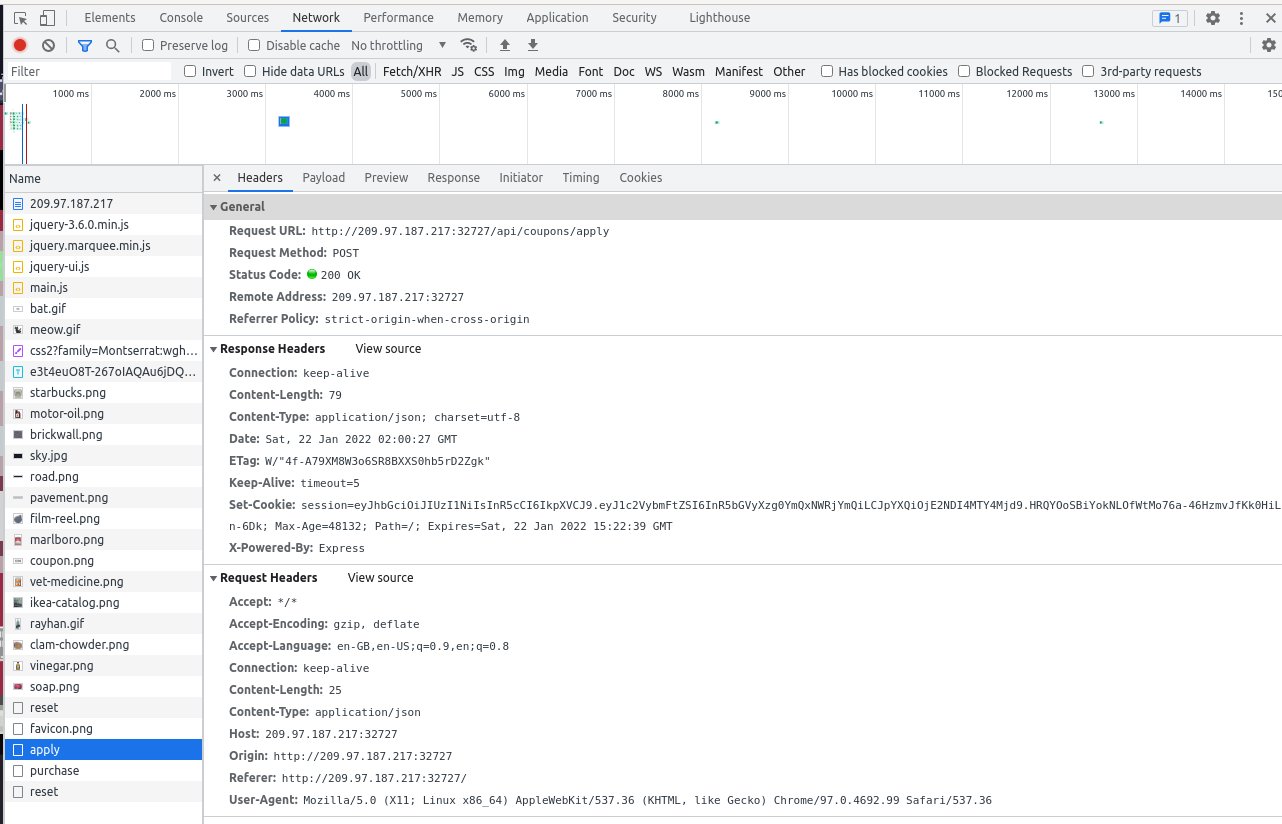 Elements Console Sources Network Performance Memory Application Security Lighthouse 1
Preserve log Disable cache No throttling
Filter Invert Hide data URLs All Fetch/XHR JS CSS Img Media Font Doc WS Wasm Manifest Other Has blocked cookies Blocked Requests 3rd-party requests
1000 ms 2000 ms 3000 ms 4000 ms 5000 ms 6000 ms 7000 ms 8000 ms 9000 ms 10000 ms 11000 ms 12000 ms 13000 ms 14000 ms 150
Name
209.97.187.217
jquery-3.6.0.min.js
jquery.marquee.min.js
jquery-ui.js
main.js
bat.gif
meow.gif
css2?family=Montserrat:wgh...
e3t4euO8T-267oIAQAu6jDQ...
starbucks.png
motor-oil.png
brickwall.png
sky.jpg
road.png
pavement.png
film-reel.png
marlboro.png
coupon.png
vet-medicine.png
ikea-catalog.png
rayhan.gif
clam-chowder.png
vinegar.png
soap.png
reset
favicon.png
apply
purchase
reset
Headers Payload Preview Response Initiator Timing Cookies
General
Request URL: http://209.97.187.217:32727/api/coupons/apply
Request Method: POST
Status Code: 200 OK
Remote Address: 209.97.187.217:32727
Referrer Policy: strict-origin-when-cross-origin
Response Headers View source
Connection: keep-alive
Content-Length: 79
Content-Type: application/json; charset=utf-8
Date: Sat, 22 Jan 2022 02:00:27 GMT
ETag: W/"4f-A79XM8W3o6SR8BXXS0hb5rD2Zgk"
Keep-Alive: timeout=5
Set-Cookie: session=eyJhbGciOiJIUzI1NiIsInR5cCI6IkpXVCJ9.eyJ1c2VybmFtZSI6InR5bGVyXzg0YmQxNWRjYmQiLCJpYXQiOjE2NDI4MTY4Mjd9.HRQYOoSBiYokNLOfWtMo76a-46HzmvJfKk0HiL
n-6Dk; Max-Age=48132; Path=/; Expires=Sat, 22 Jan 2022 15:22:39 GMT
X-Powered-By: Express
Request Headers View source
Accept: */*
Accept-Encoding: gzip, deflate
Accept-Language: en-GB,en-US;q=0.9,en;q=0.8
Connection: keep-alive
Content-Length: 25
Content-Type: application/json
Host: 209.97.187.217:32727
Origin: http://209.97.187.217:32727
Referer: http://209.97.187.217:32727/
User-Agent: Mozilla/5.0 (X11; Linux x86_64) AppleWebKit/537.36 (KHTML, like Gecko) Chrome/97.0.4692.99 Safari/537.36